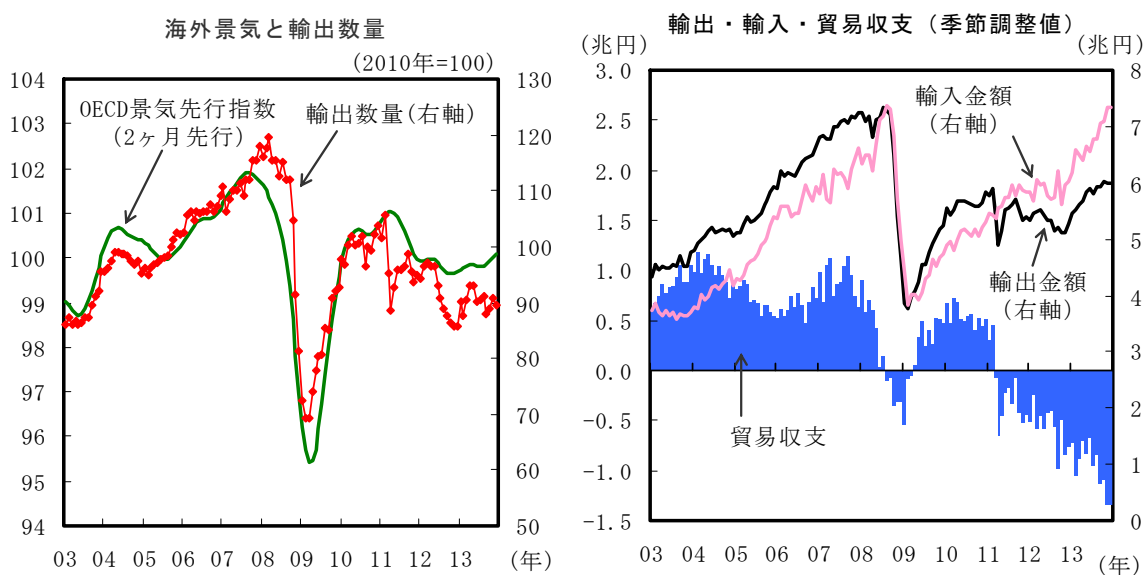 海外景気と輸出数量
(2010年=100)
104
103
102
101
100
99
98
97
96
95
94
130
120
110
100
90
80
70
60
50
OECD景気先行指数
(2ヶ月先行)
輸出数量(右軸)
03 04 05 06 07 08 09 10 11 12 13 (年)
輸出・輸入・貿易収支（季節調整値）
(兆円)
(兆円)
3.0
2.5
2.0
1.5
1.0
0.5
0.0
-0.5
-1.0
-1.5
8
7
6
5
4
3
2
1
0
輸入金額
(右軸)
輸出金額
(右軸)
貿易収支
03 04 05 06 07 08 09 10 11 12 13 (年)